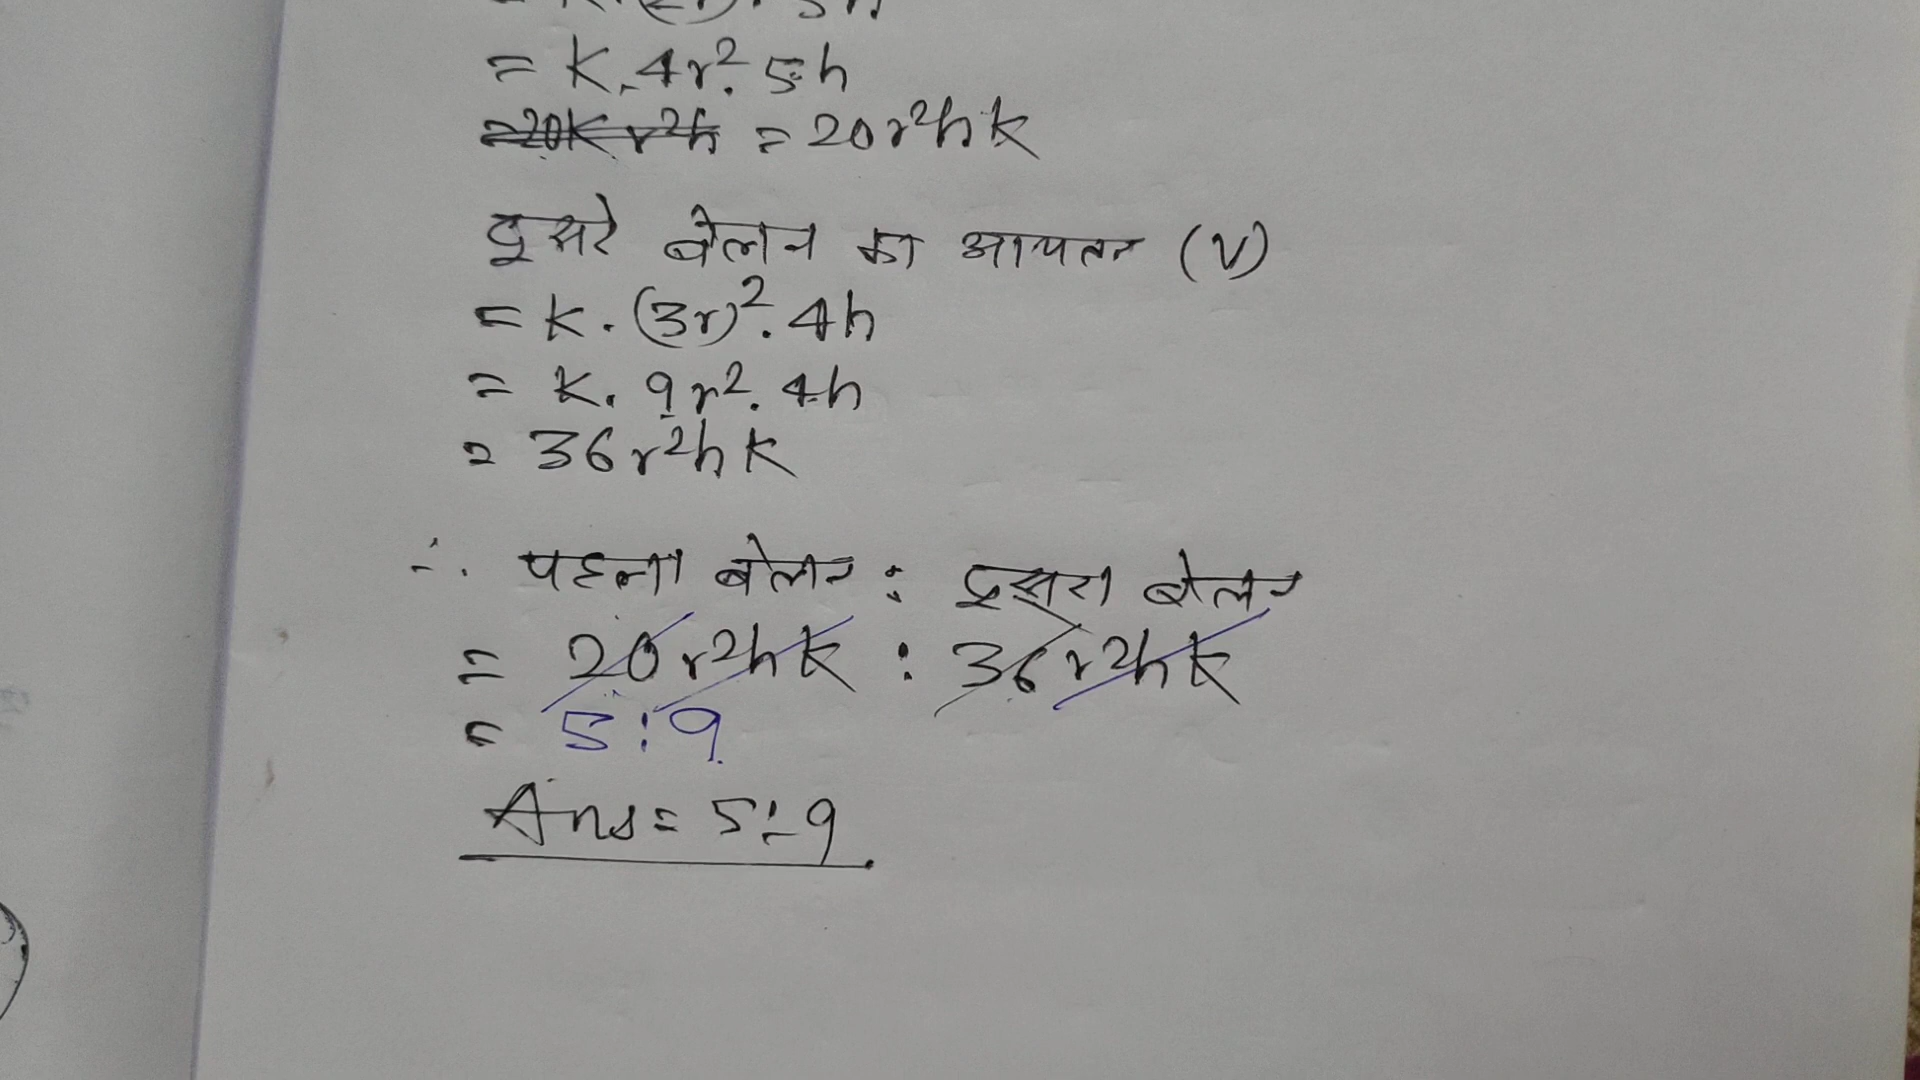 = K. 4r². 5h
= 20r²hk
दुसरे बेलन का आयतन (V)
= K. (3r)². 4h
= K. 9r². 4h
= 36r²hk
∴ पहला बेलन : दुसरा बेलन
= 20r²hk : 36r²hk
= 5:9
Ans = 5:9